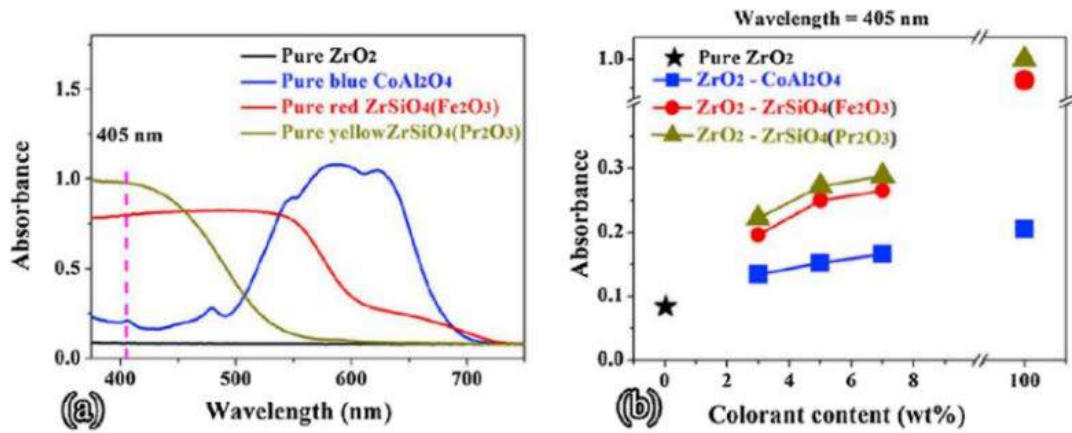 Pure ZrO2
Pure blue CoAl2O4
Pure red ZrSiO4(Fe2O3)
Pure yellowZrSiO4(Pr2O3)
405 nm
1.5
1.0
0.5
0.0
400 500 600 700
Absorbance
Wavelength (nm)
(a)
Wavelength = 405 nm
Pure ZrO2
ZrO2 - CoAl2O4
ZrO2 - ZrSiO4(Fe2O3)
ZrO2 - ZrSiO4(Pr2O3)
1.0
0.3
0.2
0.1
0.0
0 2 4 6 8 100
Absorbance
Colorant content (wt%)
(b)